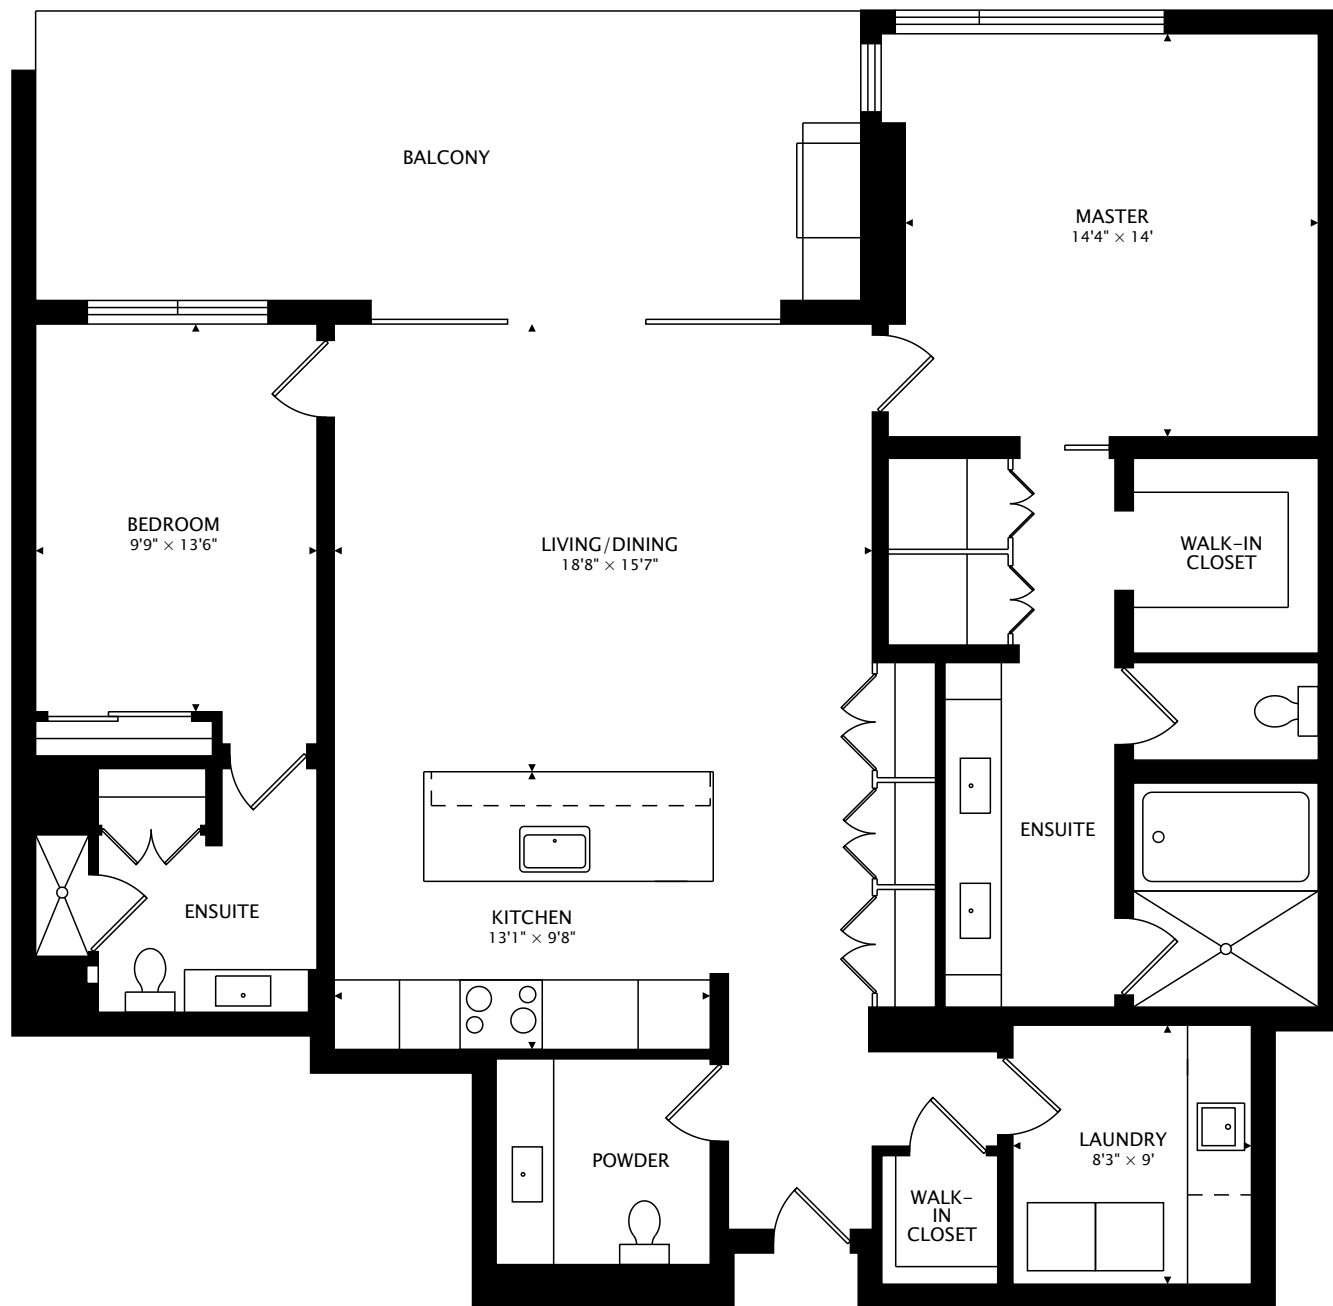 BALCONY
MASTER
14'4" × 14'
BEDROOM
9'9" × 13'6"
LIVING/DINING
18'8" × 15'7"
WALK-IN
CLOSET
ENSUITE
ENSUITE
KITCHEN
13'1" × 9'8"
POWDER
LAUNDRY
8'3" × 9'
WALK-
IN
CLOSET